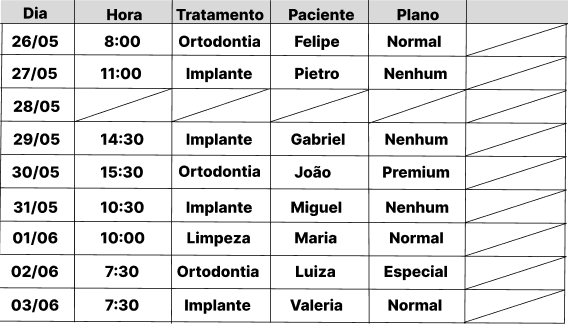 Dia Hora Tratamento Paciente Plano
26/05 8:00 Ortodontia Felipe Normal
27/05 11:00 Implante Pietro Nenhum
28/05
29/05 14:30 Implante Gabriel Nenhum
30/05 15:30 Ortodontia João Premium
31/05 10:30 Implante Miguel Nenhum
01/06 10:00 Limpeza Maria Normal
02/06 7:30 Ortodontia Luiza Especial
03/06 7:30 Implante Valeria Normal